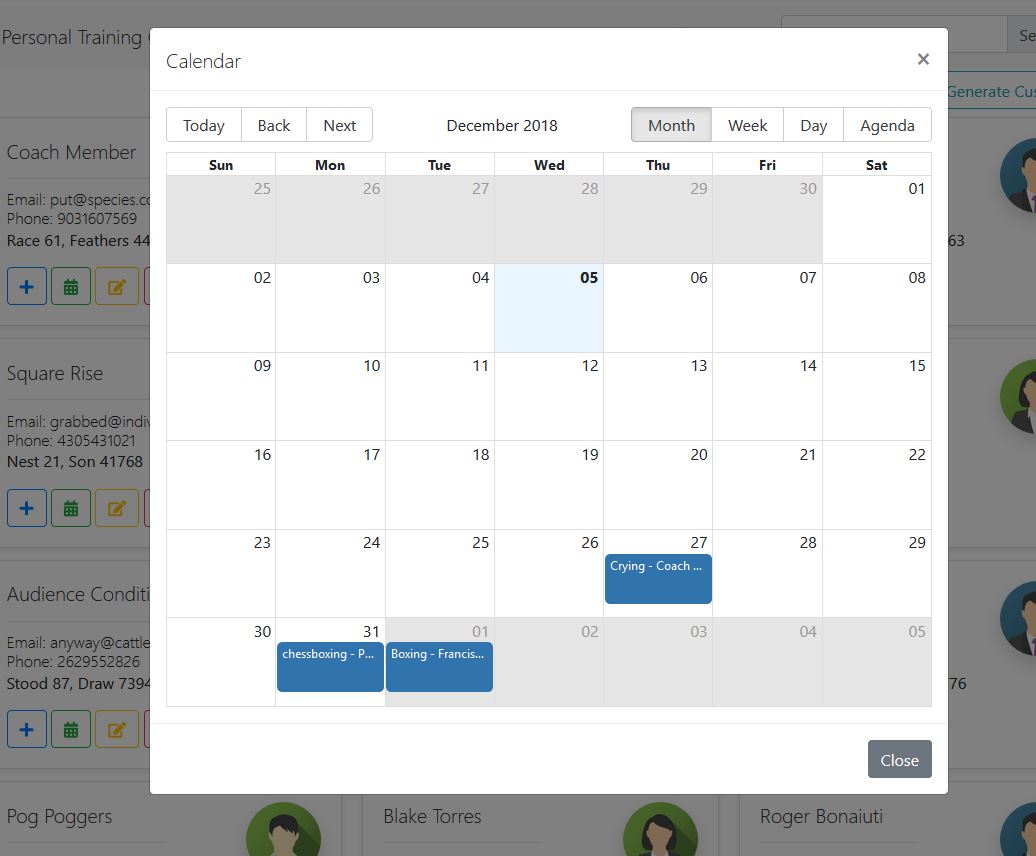 Personal Training
Calendar
×
Generate
Today Back Next December 2018 Month Week Day Agenda
Sun Mon Tue Wed Thu Fri Sat
25 26 27 28 29 30 01
02 03 04 05 06 07 08
09 10 11 12 13 14 15
16 17 18 19 20 21 22
23 24 25 26 27 28 29
Crying - Coach ...
30 31 01 02 03 04 05
chessboxing - P... Boxing - Francis...
Close
Coach Member
Email: put@species.co
Phone: 9031607569
Race 61, Feathers 44
63
Square Rise
Email: grabbed@indiv
Phone: 4305431021
Nest 21, Son 41768
Audience Conditi
Email: anyway@cattle
Phone: 2629552826
Stood 87, Draw 7394
76
Pog Poggers Blake Torres Roger Bonaiuti